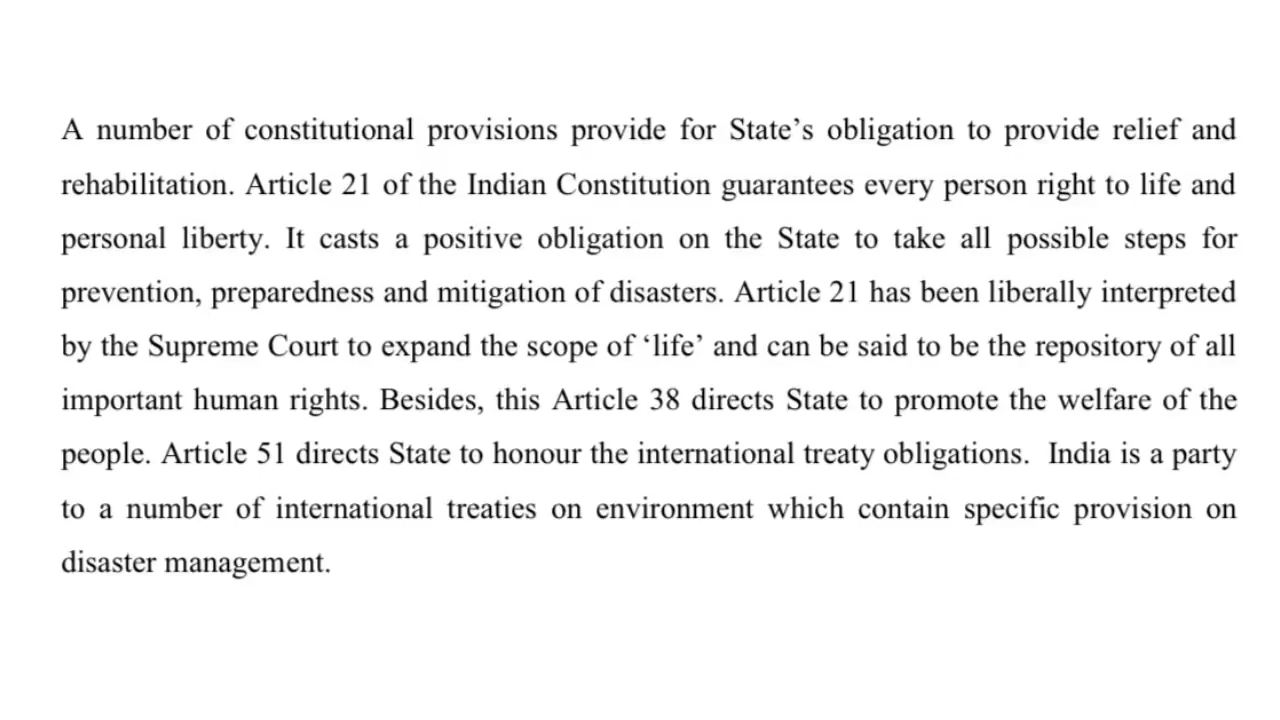 A number of constitutional provisions provide for State’s obligation to provide relief and
rehabilitation. Article 21 of the Indian Constitution guarantees every person right to life and
personal liberty. It casts a positive obligation on the State to take all possible steps for
prevention, preparedness and mitigation of disasters. Article 21 has been liberally interpreted
by the Supreme Court to expand the scope of ‘life’ and can be said to be the repository of all
important human rights. Besides, this Article 38 directs State to promote the welfare of the
people. Article 51 directs State to honour the international treaty obligations.  India is a party
to a number of international treaties on environment which contain specific provision on
disaster management.